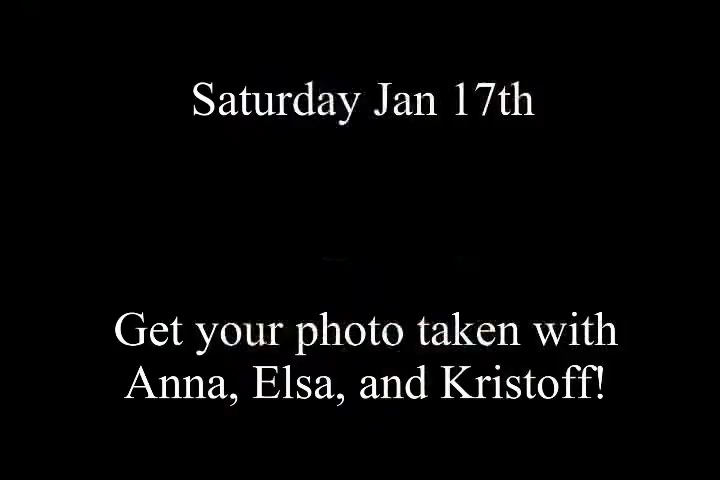 Saturday Jan 17th
Get your photo taken with
Anna, Elsa, and Kristoff!